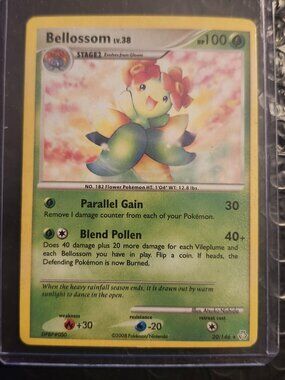 Bellossom LV.38
HP100
STAGE2 Evolves from Gloom
NO. 182 Flower Pokémon HT. 1'04" WT. 12.8 lbs.
Parallel Gain 30
Remove 1 damage counter from each of your Pokémon.
Blend Pollen 40+
Does 40 damage plus 20 more damage for each Vileplume and
each Bellossom you have in play. Flip a coin. If heads, the
Defending Pokémon is now Burned.
When the heavy rainfall season ends, it is drawn out by warm
sunlight to dance in the open.
weakness resistance retreat cost
+30 -20
DPBP#050 ©2008 Pokémon/Nintendo 20/146